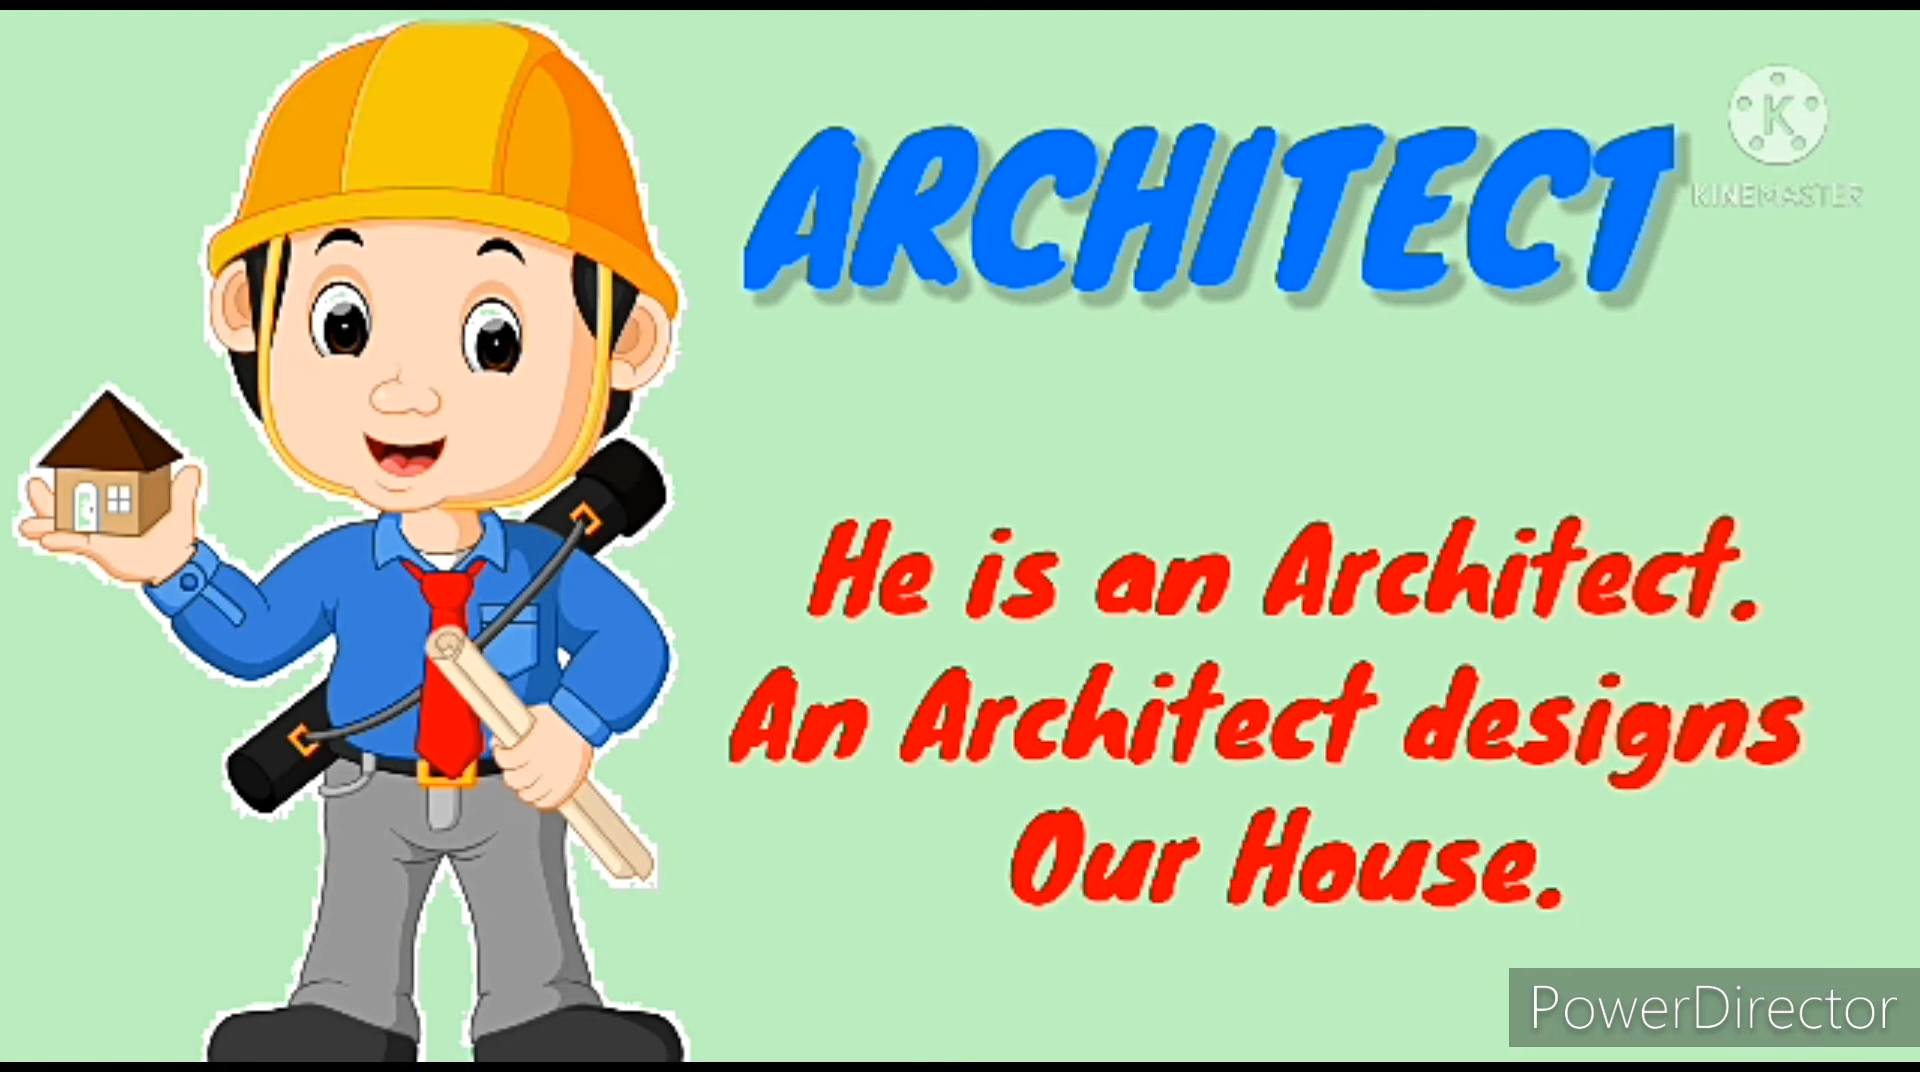 ARCHITECT
K
KINEMASTER
He is an Architect.
An Architect designs
Our House.
PowerDirector